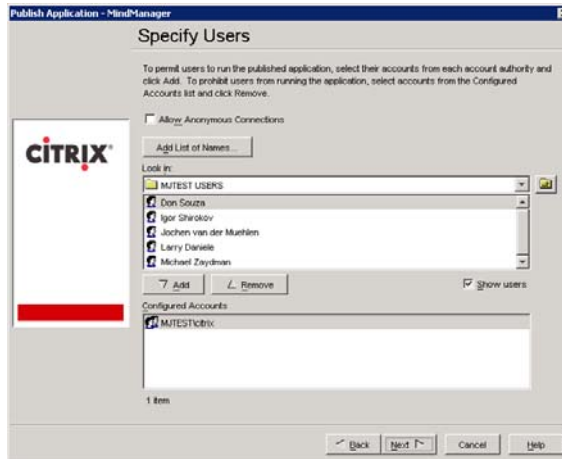 Publish Application - MindManager
Specify Users
To permit users to run the published application, select their accounts from each account authority and
click Add. To prohibit users from running the application, select accounts from the Configured
Accounts list and click Remove.
Allow Anonymous Connections
CITRIX®
Add List of Names...
Look in:
MJTEST USERS
Don Souza
Igor Shirokov
Jochen van der Muehlen
Larry Daniele
Michael Zaydman
Add
Remove
Show users
Configured Accounts
MJTEST\citrix
1 item
Back
Next
Cancel
Help